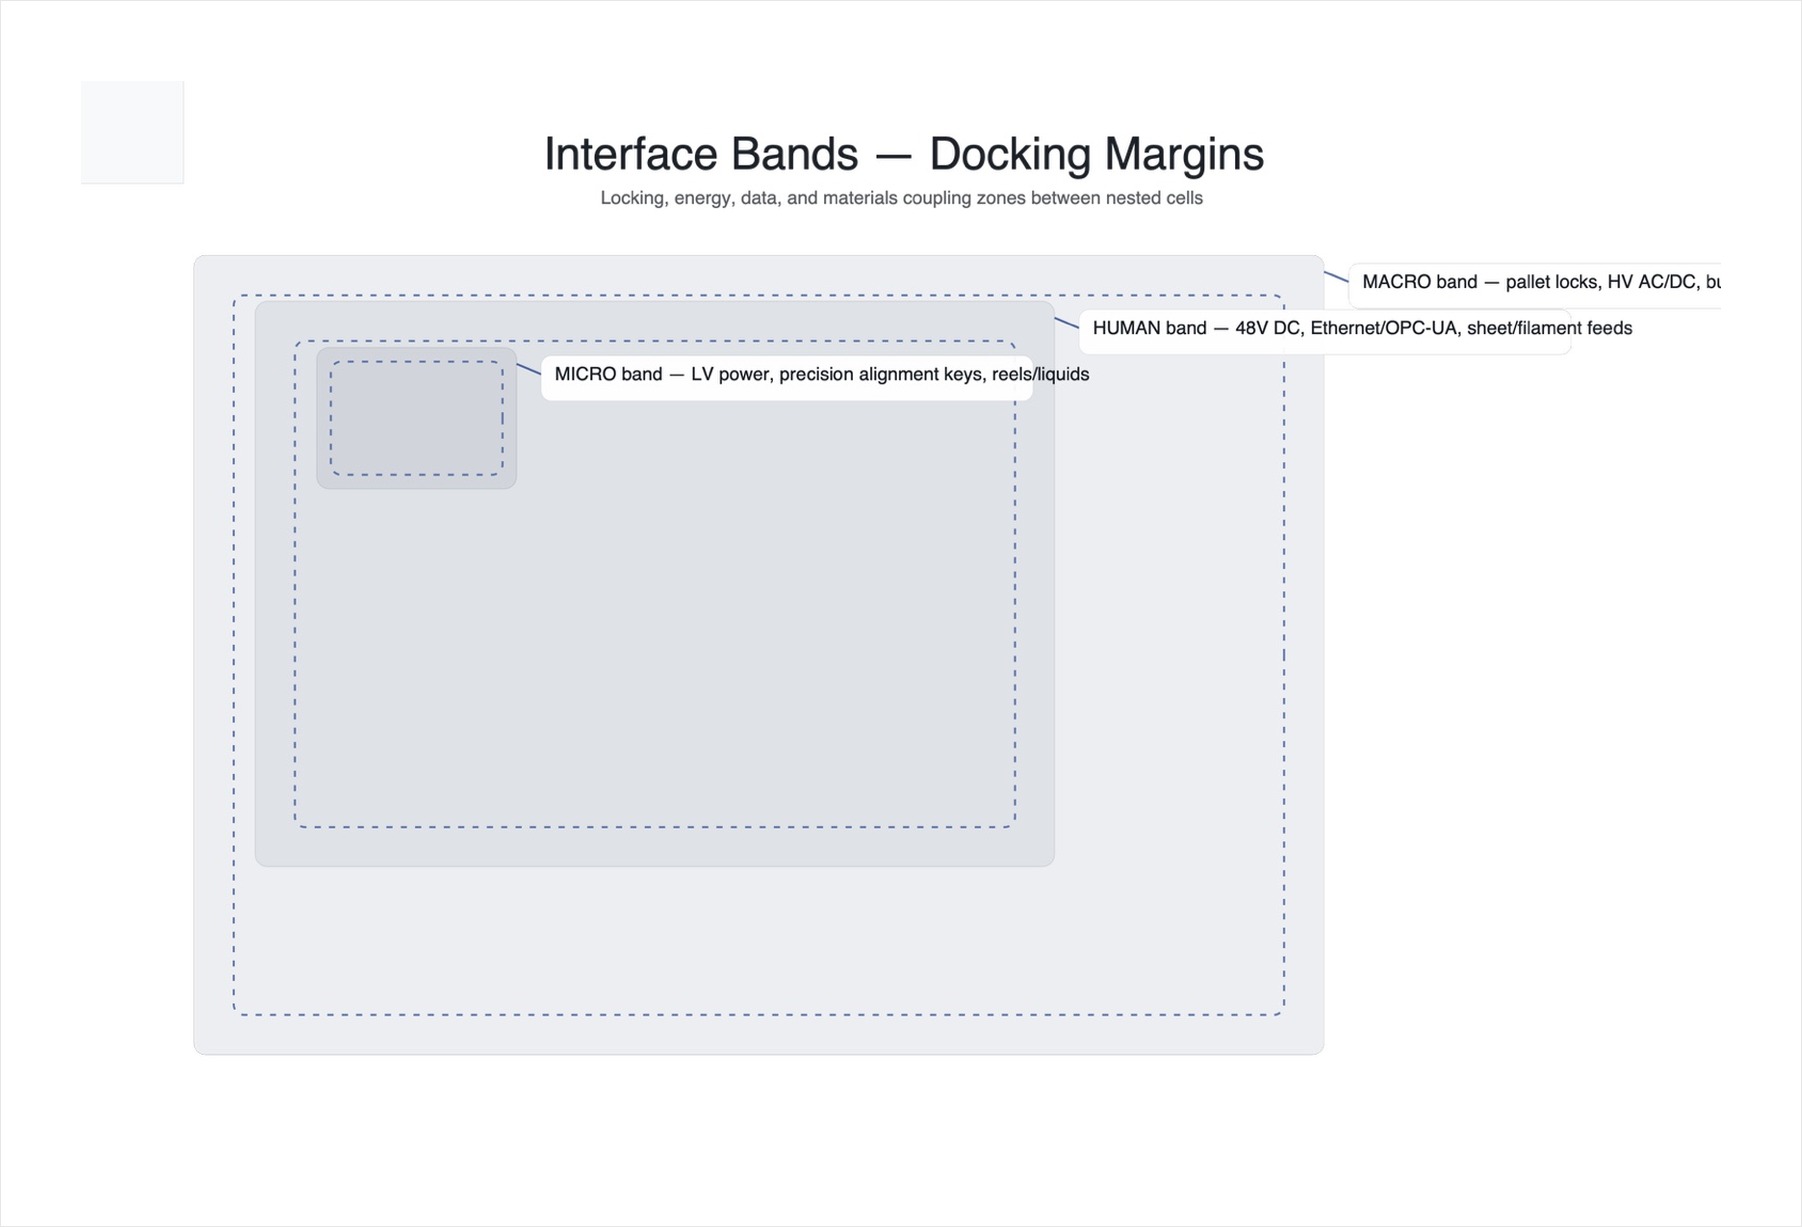 Interface Bands — Docking Margins
Locking, energy, data, and materials coupling zones between nested cells
MACRO band — pallet locks, HV AC/DC,
HUMAN band — 48V DC, Ethernet/OPC-UA, sheet/filament feeds
MICRO band — LV power, precision alignment keys, reels/liquids